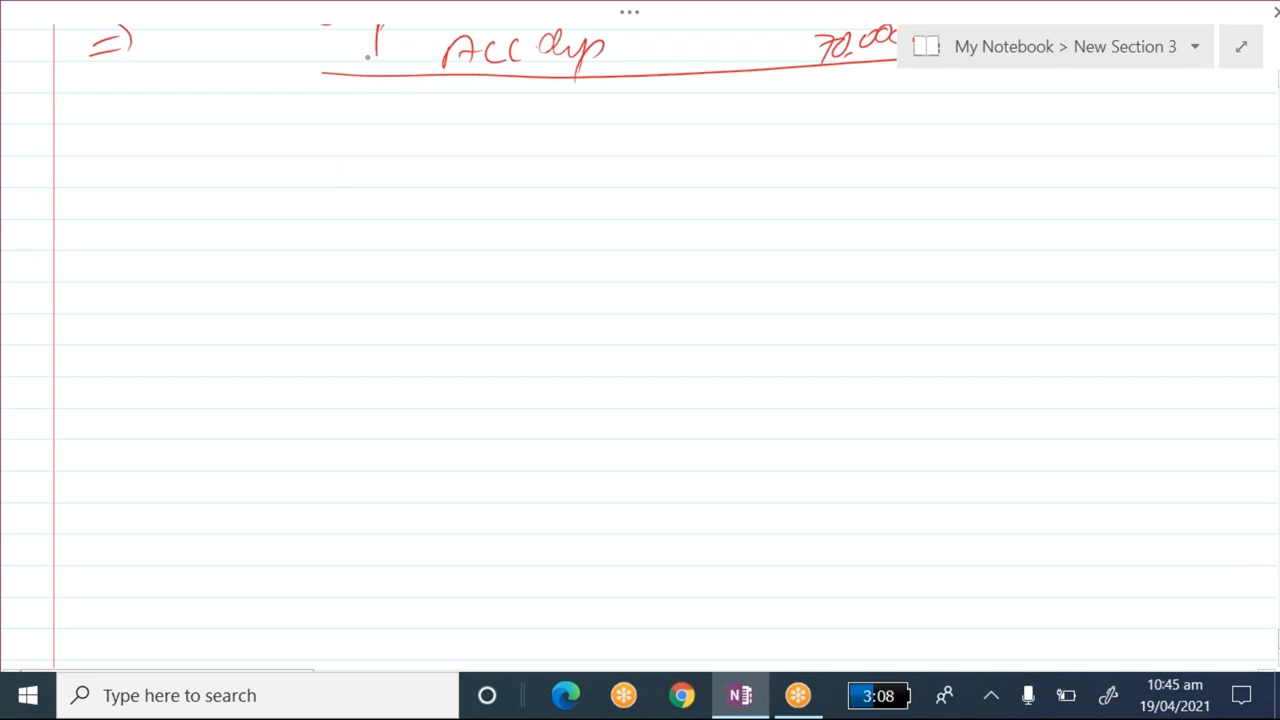 ...
=) Acc dep 70,000
My Notebook > New Section 3
Type here to search
3:08
N
10:45 am
19/04/2021